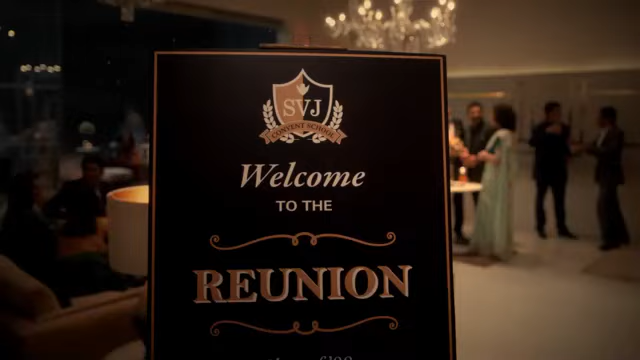 SVJ
CONVENT SCHOOL
Welcome
TO THE
REUNION